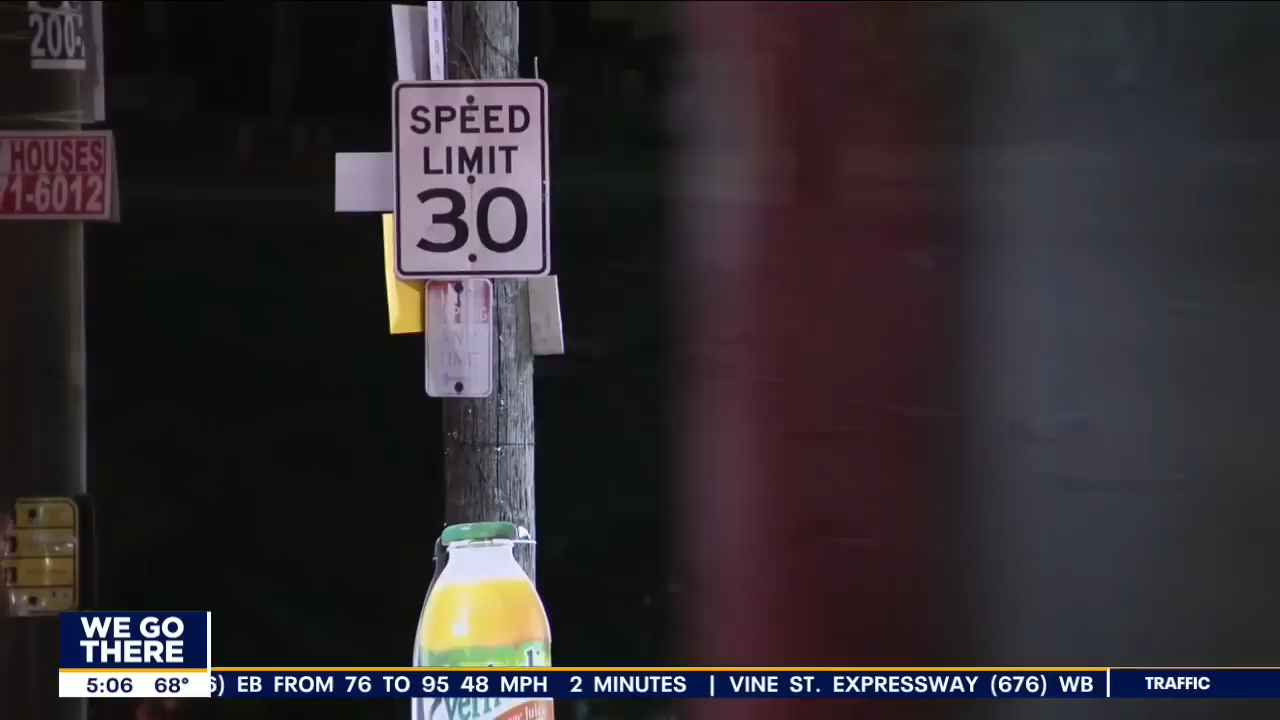 200
HOUSES
71-6012
SPEED
LIMIT
30
WE GO
THERE
5:06 68°
6) EB FROM 76 TO 95 48 MPH 2 MINUTES | VINE ST. EXPRESSWAY (676) WB
TRAFFIC